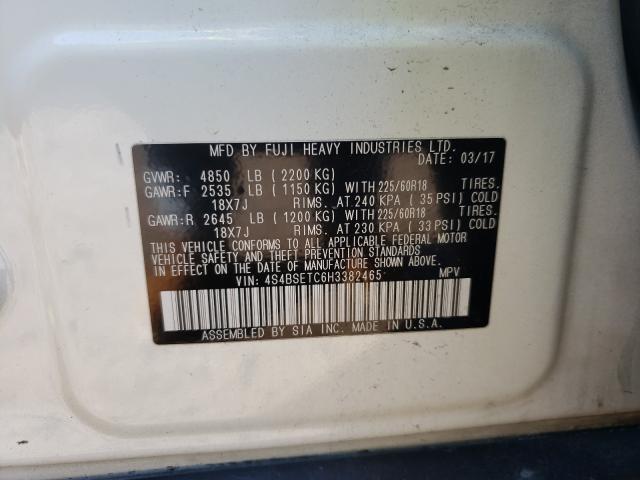 MFD BY FUJI HEAVY INDUSTRIES LTD.
DATE: 03/17
GVWR: 4850 LB ( 2200 KG)
GAWR:F 2535 LB ( 1150 KG) WITH 225/60R18 TIRES.
18X7J RIMS. AT 240 KPA ( 35 PSI) COLD
GAWR:R 2645 LB ( 1200 KG) WITH 225/60R18 TIRES.
18X7J RIMS. AT 230 KPA ( 33 PSI) COLD
THIS VEHICLE CONFORMS TO ALL APPLICABLE FEDERAL MOTOR
VEHICLE SAFETY AND THEFT PREVENTION STANDARDS
IN EFFECT ON THE DATE OF MANUFACTURE SHOWN ABOVE.
VIN: 4S4BSETC6H3382465 MPV
ASSEMBLED BY SIA INC. MADE IN U.S.A.